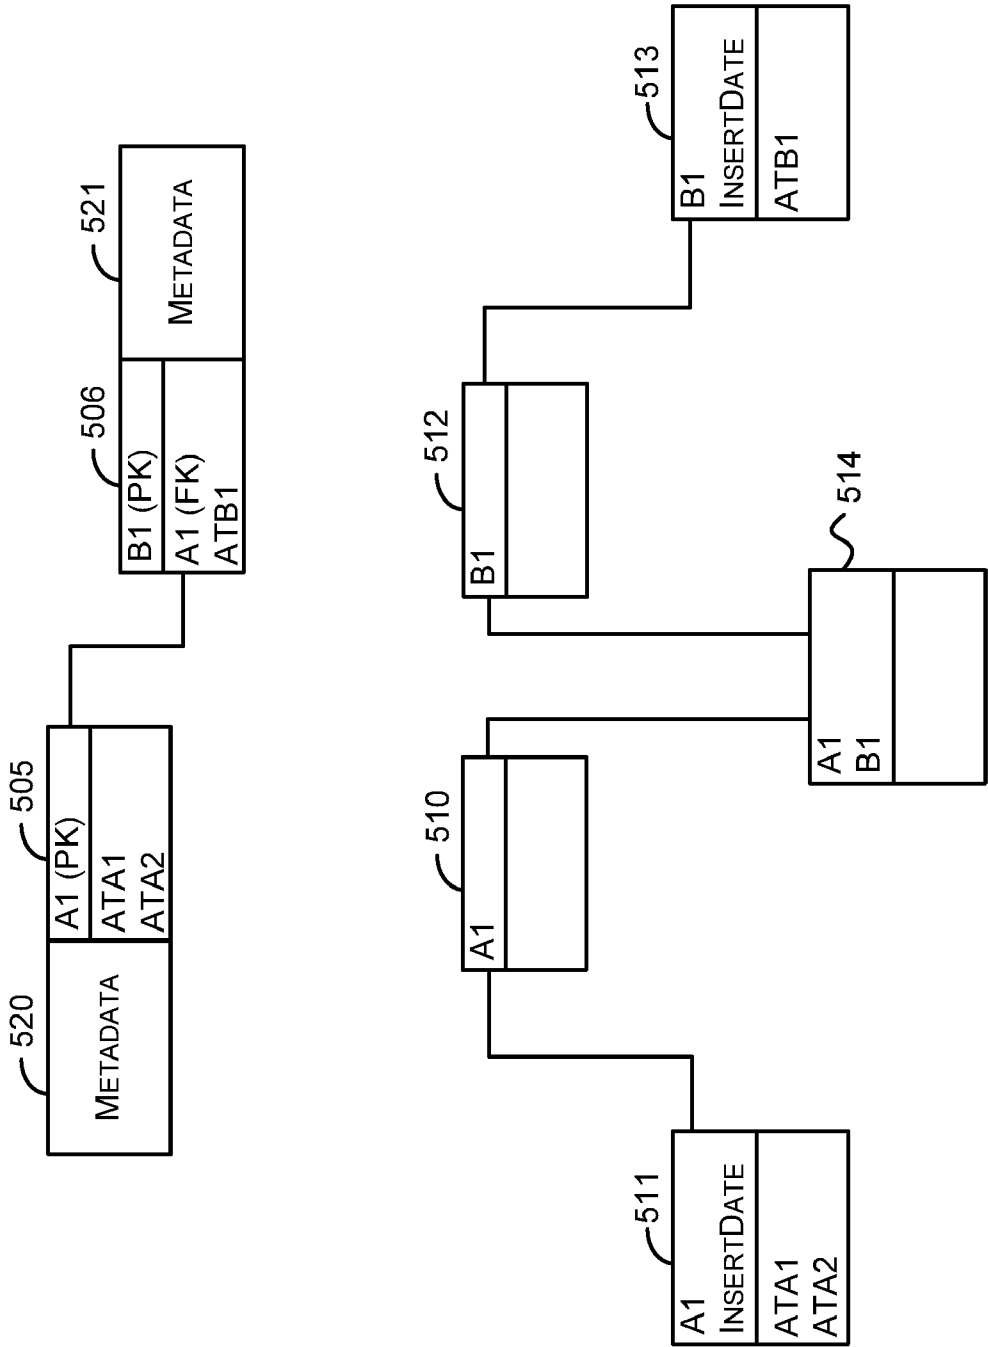 520
METADATA
505
A1 (PK)
ATA1
ATA2
506
B1 (PK)
A1 (FK)
ATB1
521
METADATA
510
A1
512
B1
511
A1
INSERTDATE
ATA1
ATA2
513
B1
INSERTDATE
ATB1
514
A1
B1